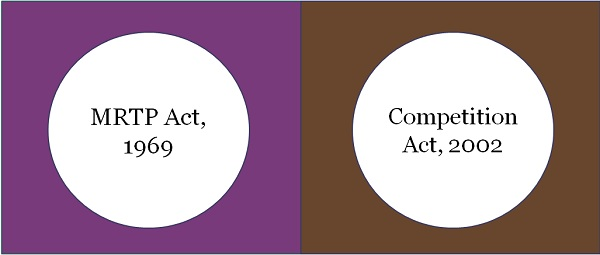 MRTP Act,
1969
Competition
Act, 2002